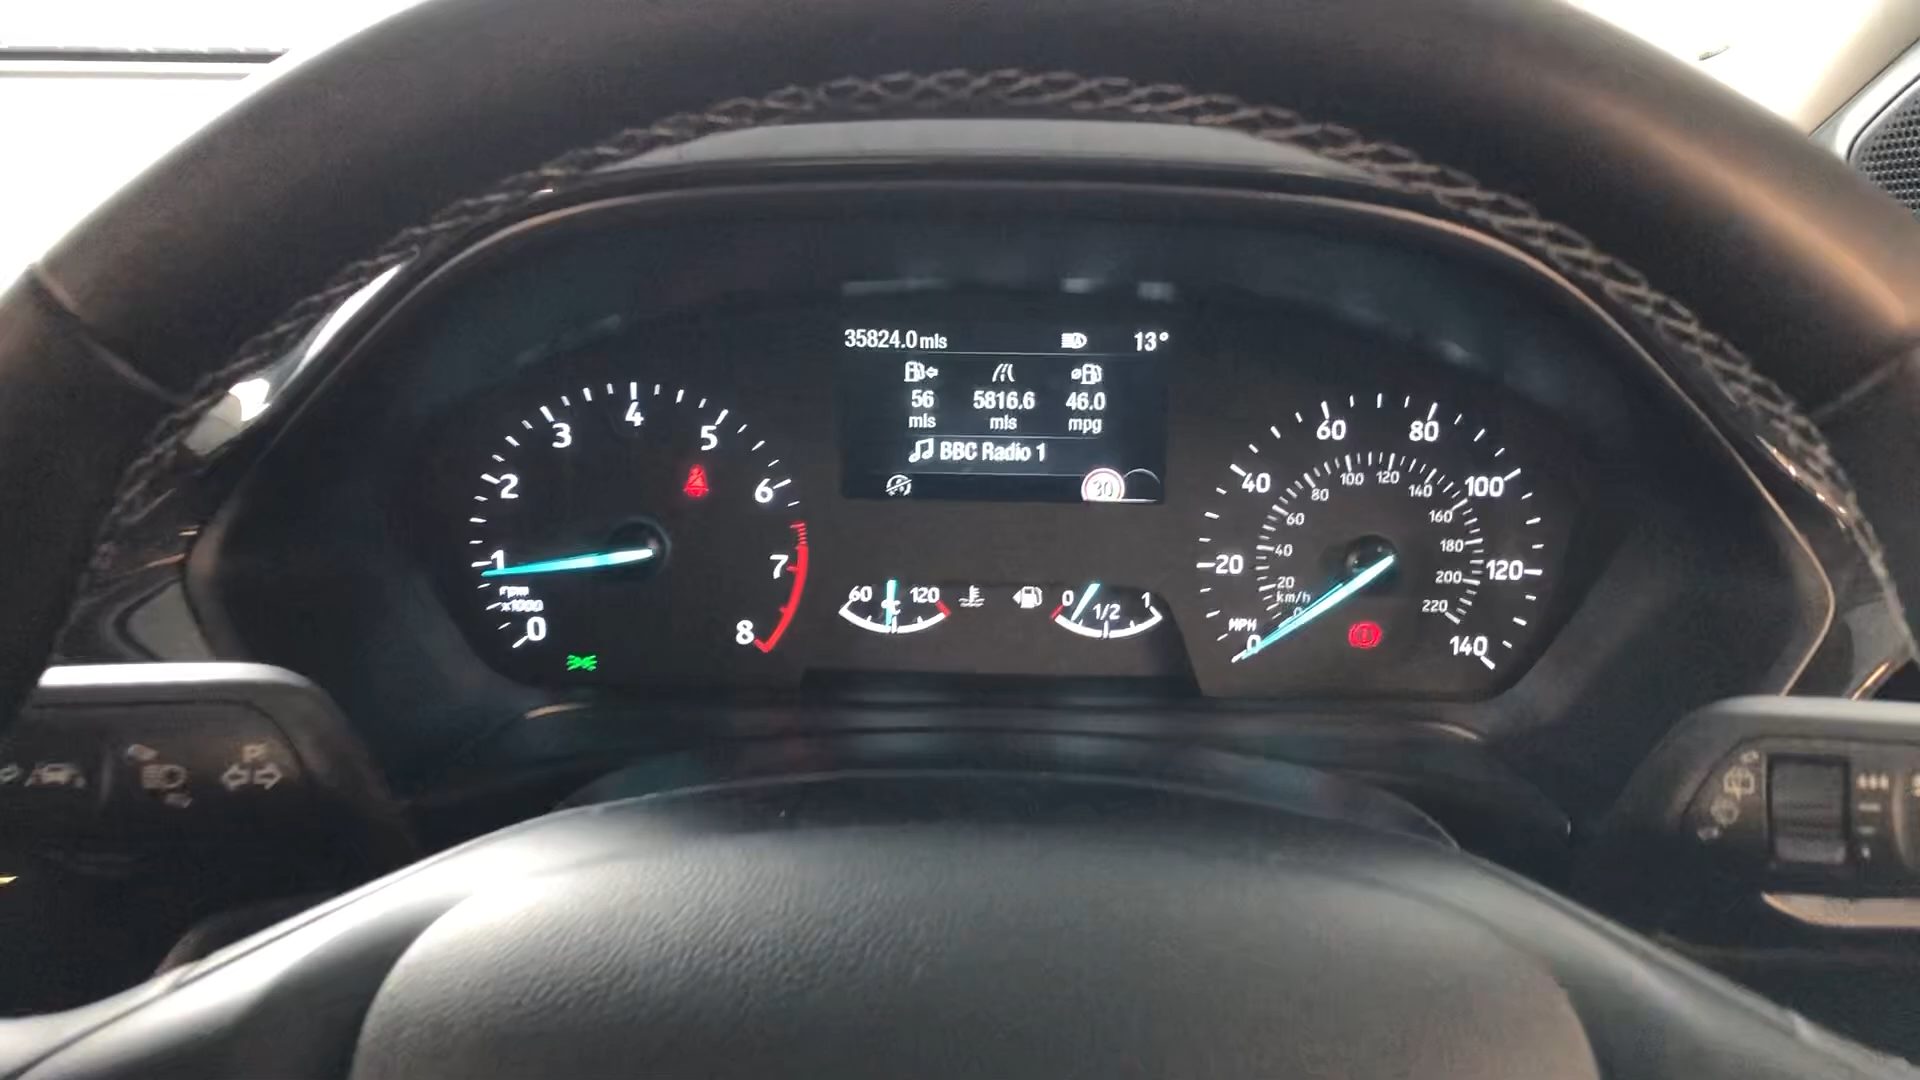 35824.0 mls 13°
56 5816.6 46.0
mls mls mpg
BBC Radio 1
30
0 1 2 3 4 5 6 7 8
rpm
x1000
60 °C 120
0 1/2 1
0 20 40 60 80 100 120 140
MPH
0 20 40 60 80 100 120 140 160 180 200 220
km/h